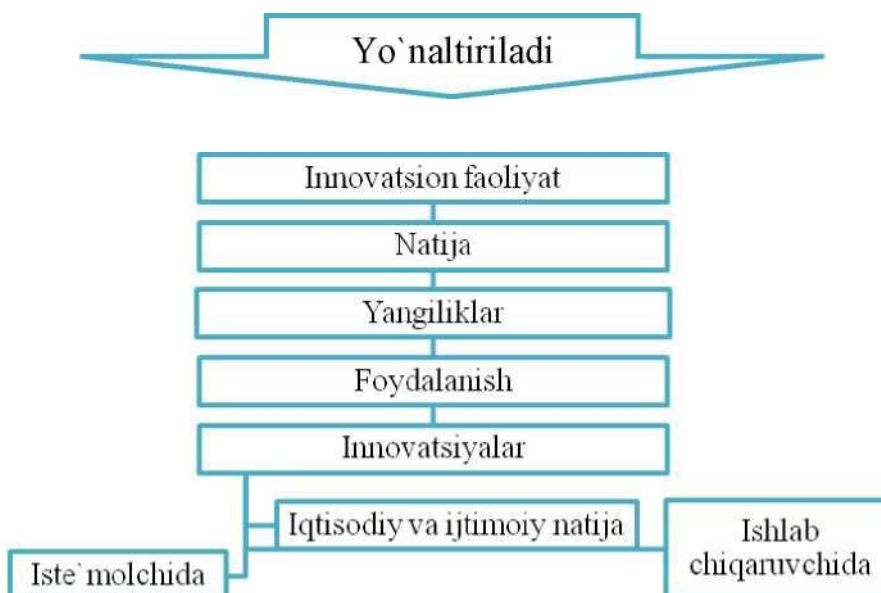 Yo`naltiriladi
Innovatsion faoliyat
Natija
Yangiliklar
Foydalanish
Innovatsiyalar
Iqtisodiy va ijtimoiy natija
Ishlab
chiqaruvchida
Iste`molchida